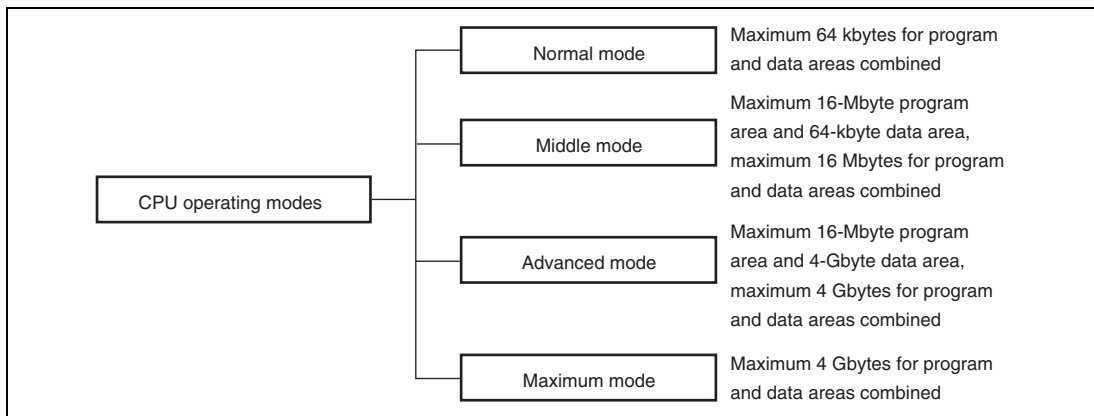 CPU operating modes
Normal mode
Maximum 64 kbytes for program
and data areas combined
Middle mode
Maximum 16-Mbyte program
area and 64-kbyte data area,
maximum 16 Mbytes for program
and data areas combined
Advanced mode
Maximum 16-Mbyte program
area and 4-Gbyte data area,
maximum 4 Gbytes for program
and data areas combined
Maximum mode
Maximum 4 Gbytes for program
and data areas combined